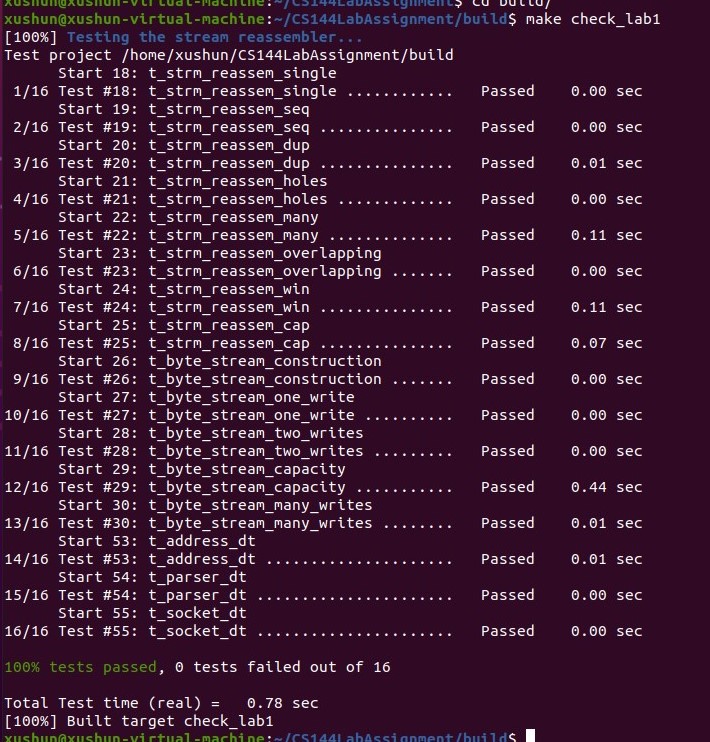 xushun@xushun-virtual-machine:~/CS144LabAssignment$ cd build/
xushun@xushun-virtual-machine:~/CS144LabAssignment/build$ make check_lab1
[100%] Testing the stream reassembler...
Test project /home/xushun/CS144LabAssignment/build
      Start 18: t_strm_reassem_single
 1/16 Test #18: t_strm_reassem_single ............   Passed    0.00 sec
      Start 19: t_strm_reassem_seq
 2/16 Test #19: t_strm_reassem_seq ...............   Passed    0.00 sec
      Start 20: t_strm_reassem_dup
 3/16 Test #20: t_strm_reassem_dup ...............   Passed    0.01 sec
      Start 21: t_strm_reassem_holes
 4/16 Test #21: t_strm_reassem_holes .............   Passed    0.00 sec
      Start 22: t_strm_reassem_many
 5/16 Test #22: t_strm_reassem_many ..............   Passed    0.11 sec
      Start 23: t_strm_reassem_overlapping
 6/16 Test #23: t_strm_reassem_overlapping .......   Passed    0.00 sec
      Start 24: t_strm_reassem_win
 7/16 Test #24: t_strm_reassem_win ...............   Passed    0.11 sec
      Start 25: t_strm_reassem_cap
 8/16 Test #25: t_strm_reassem_cap ...............   Passed    0.07 sec
      Start 26: t_byte_stream_construction
 9/16 Test #26: t_byte_stream_construction .......   Passed    0.00 sec
      Start 27: t_byte_stream_one_write
10/16 Test #27: t_byte_stream_one_write ..........   Passed    0.00 sec
      Start 28: t_byte_stream_two_writes
11/16 Test #28: t_byte_stream_two_writes .........   Passed    0.00 sec
      Start 29: t_byte_stream_capacity
12/16 Test #29: t_byte_stream_capacity ...........   Passed    0.44 sec
      Start 30: t_byte_stream_many_writes
13/16 Test #30: t_byte_stream_many_writes ........   Passed    0.01 sec
      Start 53: t_address_dt
14/16 Test #53: t_address_dt .....................   Passed    0.01 sec
      Start 54: t_parser_dt
15/16 Test #54: t_parser_dt ......................   Passed    0.00 sec
      Start 55: t_socket_dt
16/16 Test #55: t_socket_dt ......................   Passed    0.00 sec
100% tests passed, 0 tests failed out of 16
Total Test time (real) =   0.78 sec
[100%] Built target check_lab1
xushun@xushun-virtual-machine:~/CS144LabAssignment/build$